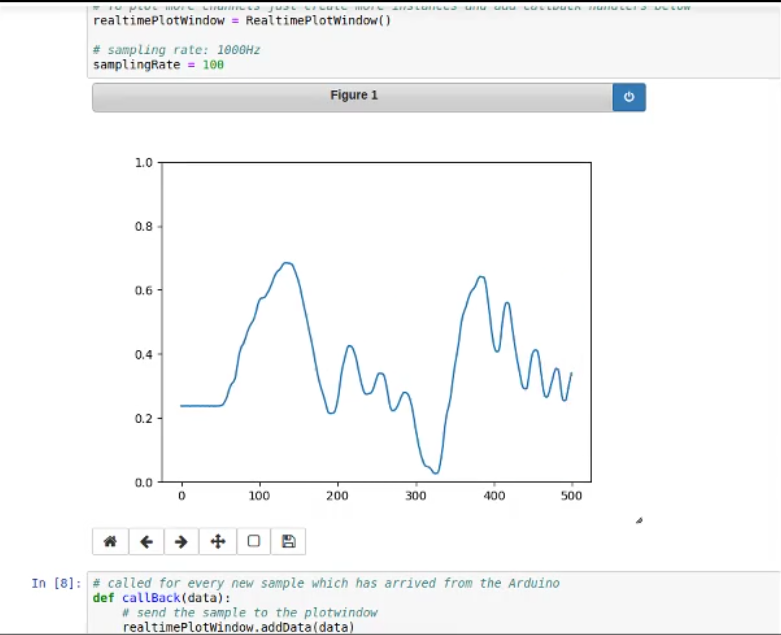 # To plot more channels just create more instances and add callback handlers below
realtimePlotWindow = RealtimePlotWindow()
# sampling rate: 1000Hz
samplingRate = 100
Figure 1
1.0
0.8
0.6
0.4
0.2
0.0
0 100 200 300 400 500
In [8]: # called for every new sample which has arrived from the Arduino
def callBack(data):
# send the sample to the plotwindow
realtimePlotWindow.addData(data)